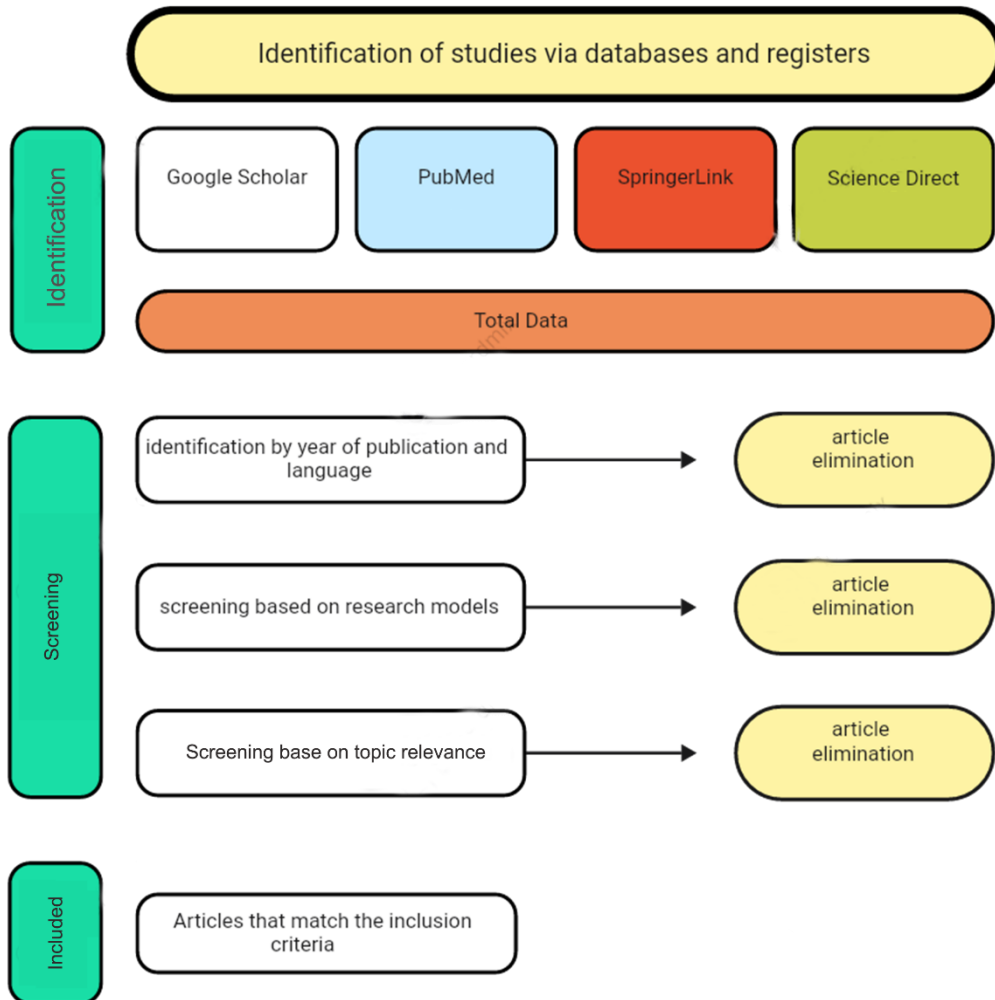 Identification of studies via databases and registers
Identification
Google Scholar
PubMed
SpringerLink
Science Direct
Total Data
Screening
identification by year of publication and
language
article
elimination
screening based on research models
article
elimination
Screening base on topic relevance
article
elimination
Included
Articles that match the inclusion
criteria